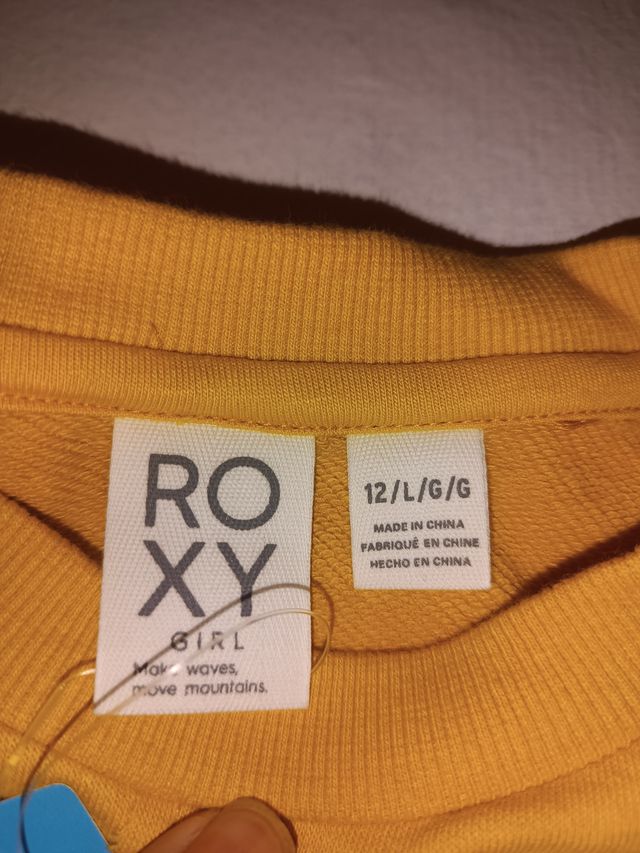 RO
XY
GIRL
Make waves,
move mountains.
12/L/G/G
MADE IN CHINA
FABRIQUÉ EN CHINE
HECHO EN CHINA